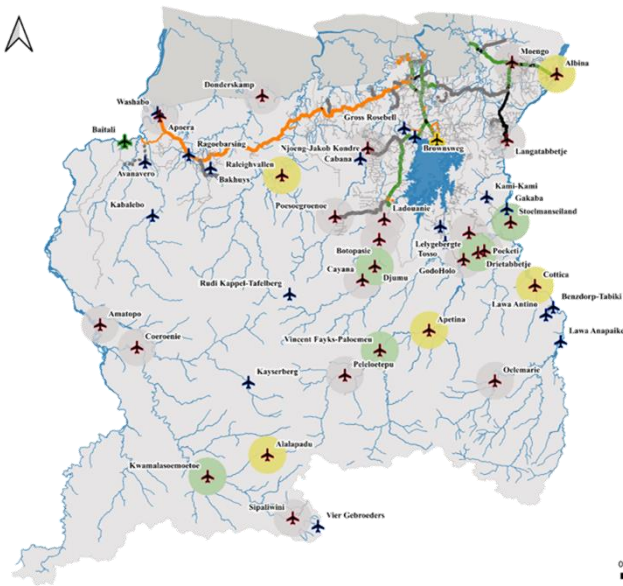 Moengo
Albina
Donderskamp
Washabo
Apoera
Gross Rosebell
Baitali
Ragoebarsing
Njoeng-Jakob Kondre
Brownsweg
Langatabbetje
Avanavero
Raleighvallen
Cabana
Bakhuys
Kami-Kami
Gakaba
Kabalebo
Poesoegroenoe
Ladouanie
Stoelmanseiland
Botopasie
Lelygebergte
Tosso
Pocketi
Cayana
Djumu
GodoHolo
Drietabbetje
Cottica
Rudi Kappel-Tafelberg
Benzdorp-Tabiki
Lawa Antino
Amatopo
Apetina
Lawa Anapaike
Coeroenie
Vincent Fayks-Paloemeu
Kayserberg
Peleloetepu
Oelemarie
Alalapadu
Kwamalasoemoetoe
Sipaliwini
Vier Gebroeders
0